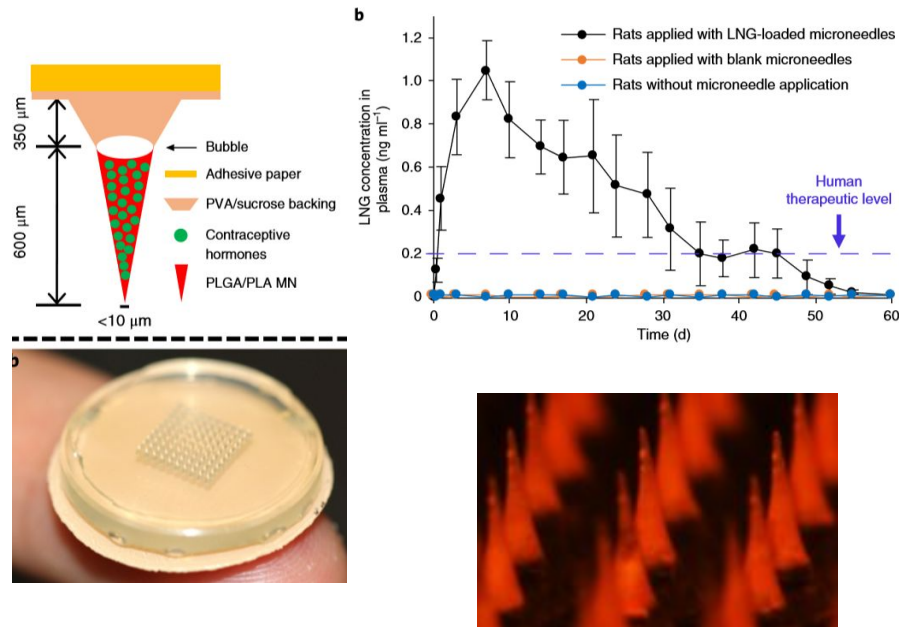 350 μm
600 μm
<10 μm
Bubble
Adhesive paper
PVA/sucrose backing
Contraceptive
hormones
PLGA/PLA MN
b
LNG concentration in
plasma (ng ml⁻¹)
1.2
1.0
0.8
0.6
0.4
0.2
0
0
10
20
30
40
50
60
Time (d)
Rats applied with LNG-loaded microneedles
Rats applied with blank microneedles
Rats without microneedle application
Human
therapeutic level